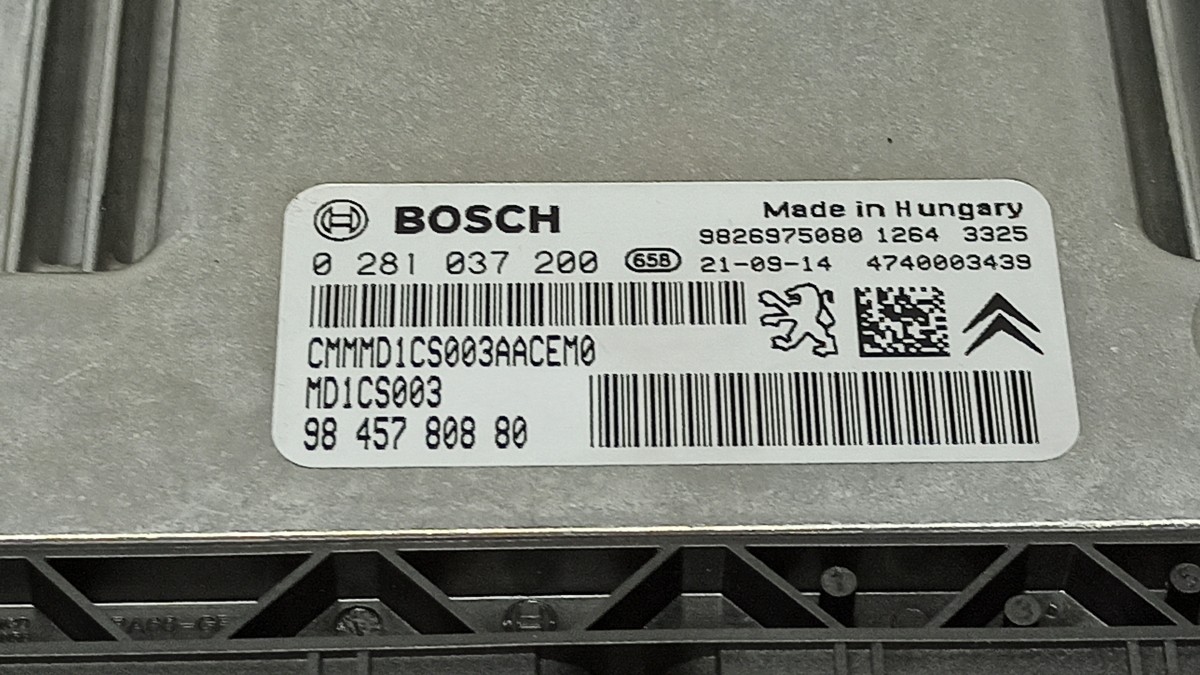 BOSCH
Made in Hungary
9826975080 1264 3325
0 281 037 200 658 21-09-14 4740003439
CMMMD1CS003AACEM0
MD1CS003
98 457 808 80